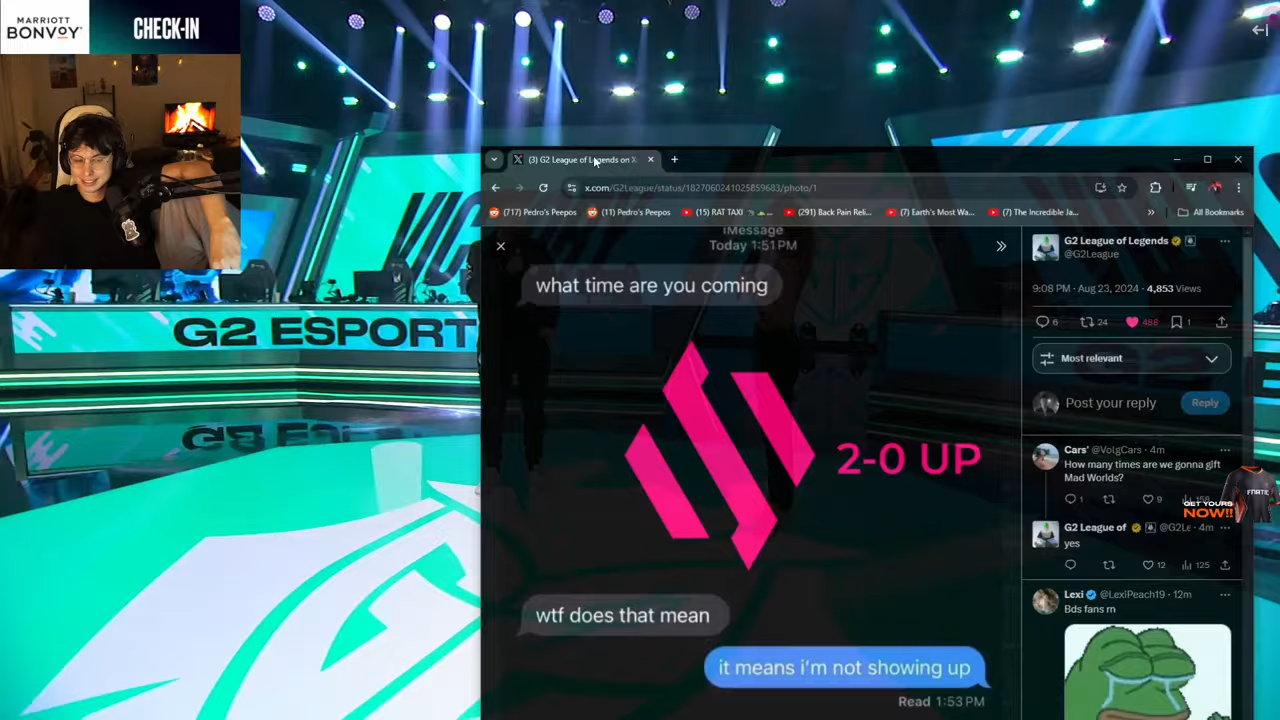 MARRIOTT
BONVOY
CHECK-IN
VIC
G2 ESPORT
(3) G2 League of Legends on X
x.com/G2League/status/1827060241025859683/photo/1
(717) Pedro's Peepos
(11) Pedro's Peepos
(15) RAT TAXI
(291) Back Pain Reli...
(7) Earth's Most Wa...
(7) The Incredible Ja...
All Bookmarks
iMessage
Today 1:51 PM
what time are you coming
2-0 UP
wtf does that mean
it means i'm not showing up
Read 1:53PM
G2 League of Legends
@G2League
9:08 PM · Aug 23, 2024 · 4,853 Views
6 24 486 1
Most relevant
Post your reply
Reply
Cars' @VolgCars · 4m
How many times are we gonna gift
Mad Worlds?
1 9 158
FNATIC
GET YOURS
NOW!!
G2 League of @G2Le · 4m
yes
12 125
Lexi @LexiPeach19 · 12m
Bds fans rn